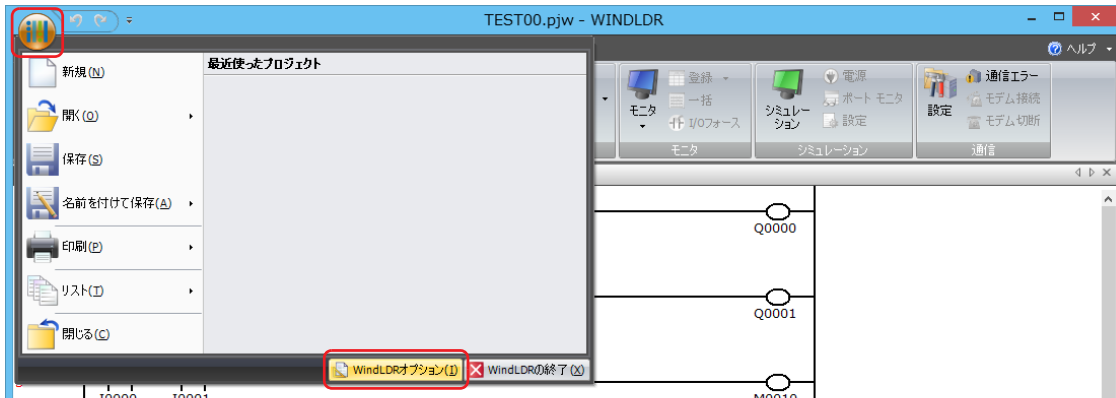 TEST00.pjw - WINDLDR
ヘルプ
新規(N)
最近使ったプロジェクト
開く(O)
保存(S)
名前を付けて保存(A)
印刷(P)
リスト(T)
閉じる(C)
WindLDRオプション(I)
WindLDRの終了(X)
モニタ
登録
一括
I/Oフォース
モニタ
シミュレーション
電源
ポート モニタ
設定
シミュレーション
設定
通信エラー
モデム接続
モデム切断
通信
Q0000
Q0001
I0000 I0001
M0010